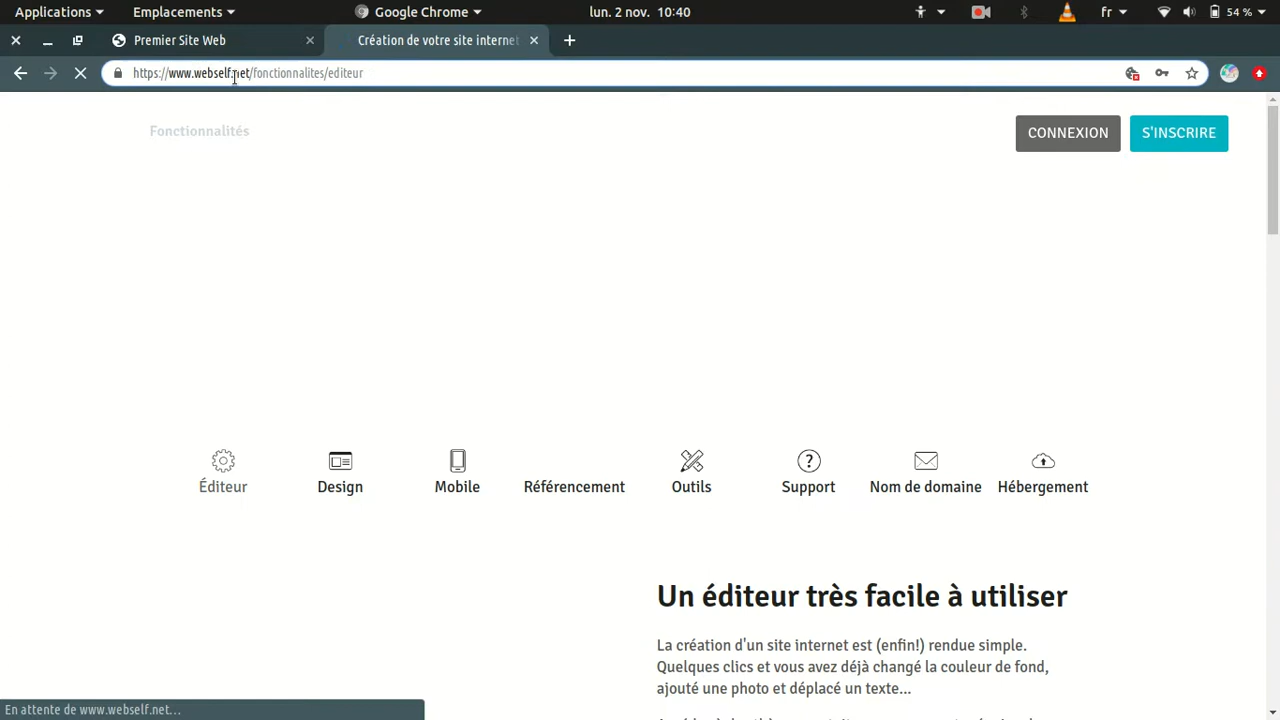 Applications Emplacements Google Chrome lun. 2 nov. 10:40 fr 54 %
Premier Site Web Création de votre site internet
https://www.webself.net/fonctionnalites/editeur
Fonctionnalités CONNEXION S'INSCRIRE
Éditeur Design Mobile Référencement Outils Support Nom de domaine Hébergement
Un éditeur très facile à utiliser
La création d'un site internet est (enfin!) rendue simple.
Quelques clics et vous avez déjà changé la couleur de fond,
ajouté une photo et déplacé un texte...
En attente de www.webself.net...